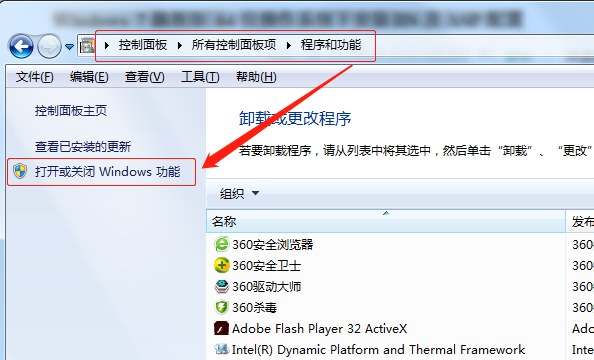 控制面板 ▸ 所有控制面板项 ▸ 程序和功能
文件(F) 编辑(E) 查看(V) 工具(T) 帮助(H)
控制面板主页
查看已安装的更新
打开或关闭 Windows 功能
卸载或更改程序
若要卸载程序，请从列表中将其选中，然后单击“卸载”、“更改”
组织
名称 发布
360安全浏览器 360
360安全卫士 360
360驱动大师 360
360杀毒 360
Adobe Flash Player 32 ActiveX Ado
Intel(R) Dynamic Platform and Thermal Framework Inte